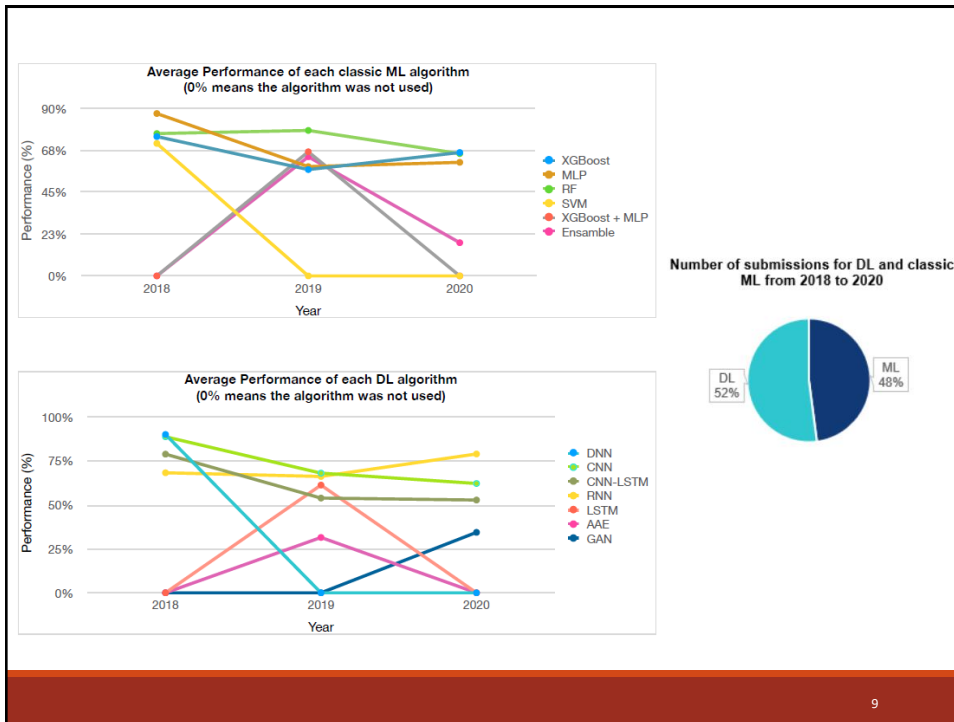 Average Performance of each classic ML algorithm
(0% means the algorithm was not used)
90%
68%
45%
23%
0%
Performance (%)
2018
2019
2020
Year
XGBoost
MLP
RF
SVM
XGBoost + MLP
Ensamble
Number of submissions for DL and classic
ML from 2018 to 2020
DL
52%
ML
48%
Average Performance of each DL algorithm
(0% means the algorithm was not used)
100%
75%
50%
25%
0%
Performance (%)
2018
2019
2020
Year
DNN
CNN
CNN-LSTM
RNN
LSTM
AAE
GAN
9